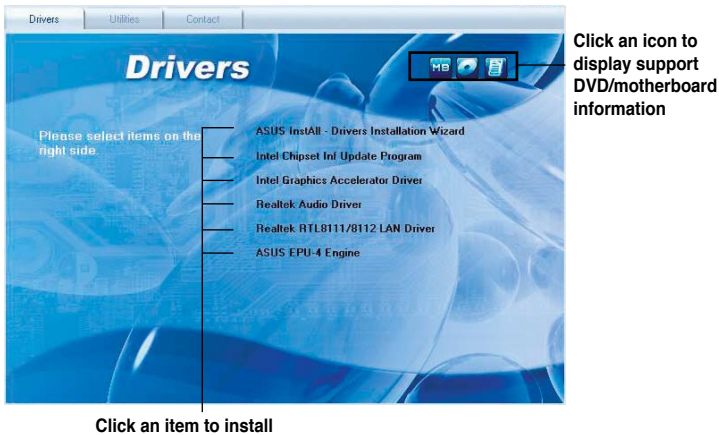 Drivers
Utilities
Contact
Drivers
MB
Click an icon to
display support
DVD/motherboard
information
Please select items on the
right side.
ASUS InstAll - Drivers Installation Wizard
Intel Chipset Inf Update Program
Intel Graphics Accelerator Driver
Realtek Audio Driver
Realtek RTL8111/8112 LAN Driver
ASUS EPU-4 Engine
Click an item to install